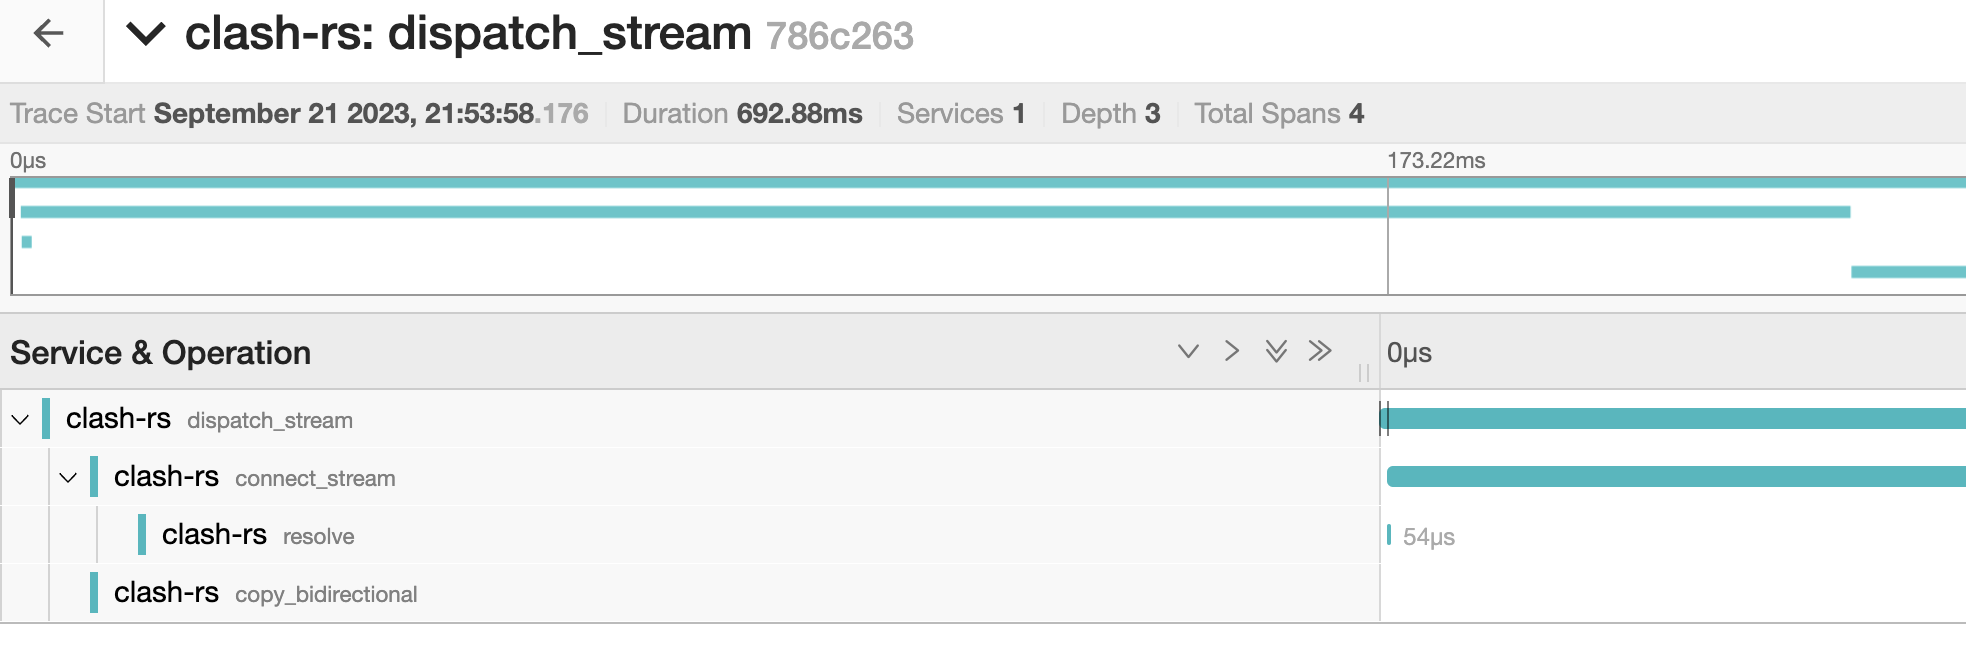 clash-rs: dispatch_stream 786c263
Trace Start September 21 2023, 21:53:58.176 Duration 692.88ms Services 1 Depth 3 Total Spans 4
0μs 173.22ms
Service & Operation 0μs
clash-rs dispatch_stream
clash-rs connect_stream
clash-rs resolve 54μs
clash-rs copy_bidirectional